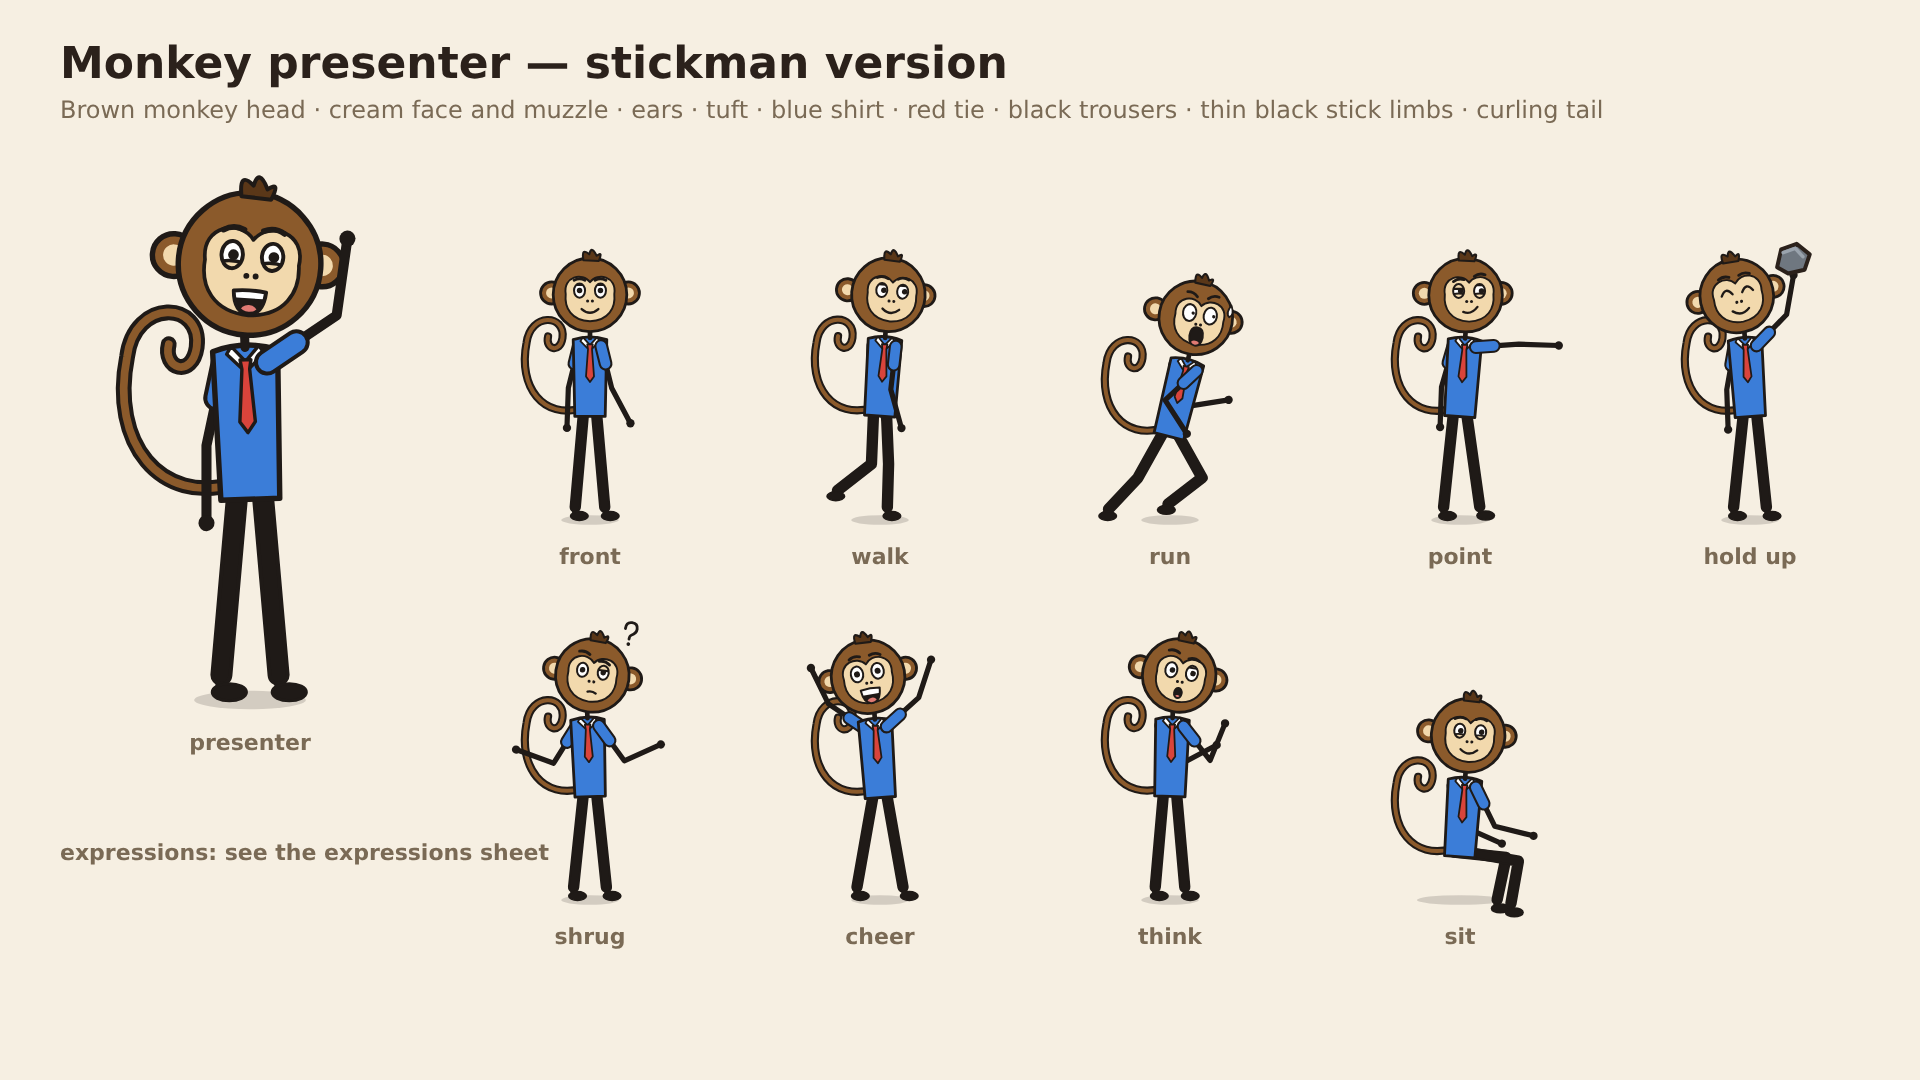 Monkey presenter — stickman version
Brown monkey head · cream face and muzzle · ears · tuft · blue shirt · red tie · black trousers · thin black stick limbs · curling tail
front
walk
run
point
hold up
presenter
?
expressions: see the expressions sheet
shrug
cheer
think
sit